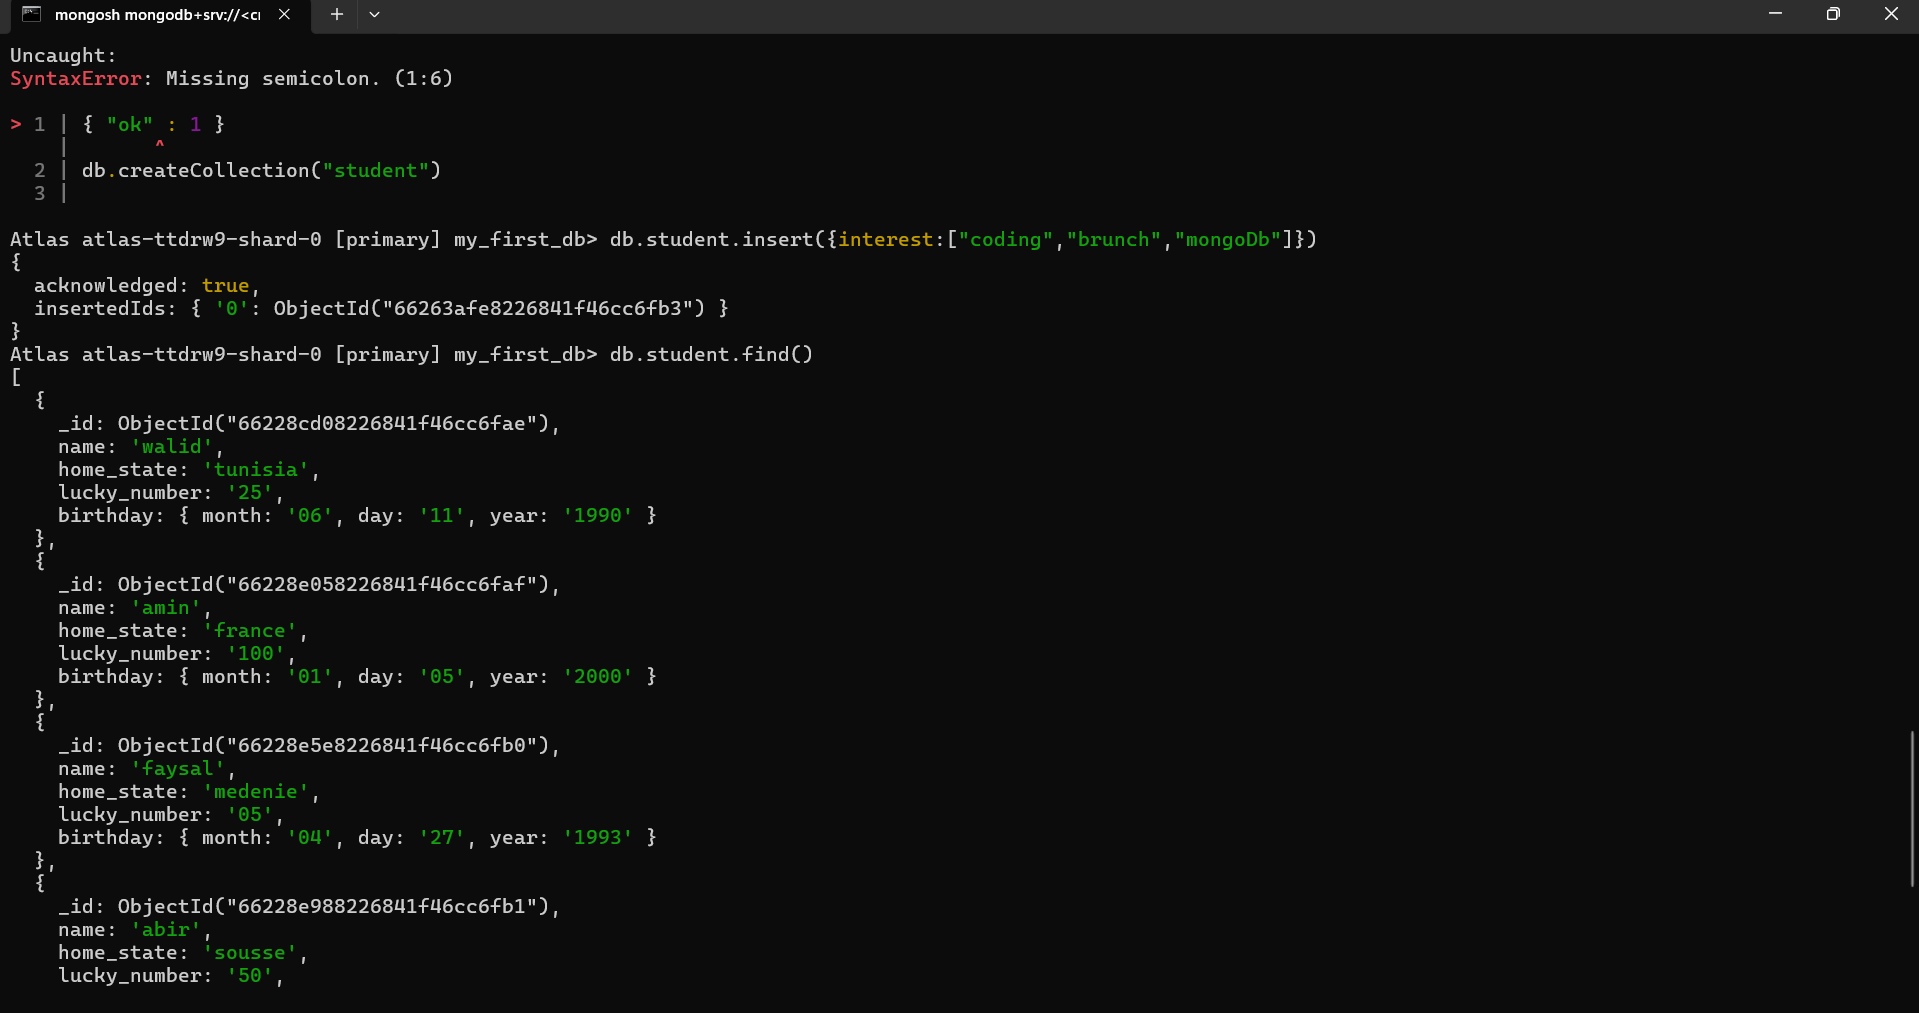 mongosh mongodb+srv://<cr
Uncaught:
SyntaxError: Missing semicolon. (1:6)
> 1 | { "ok" : 1 }
    |       ^
  2 | db.createCollection("student")
  3 |
Atlas atlas-ttdrw9-shard-0 [primary] my_first_db> db.student.insert({interest:["coding","brunch","mongoDb"]})
{
  acknowledged: true,
  insertedIds: { '0': ObjectId("66263afe8226841f46cc6fb3") }
}
Atlas atlas-ttdrw9-shard-0 [primary] my_first_db> db.student.find()
[
  {
    _id: ObjectId("66228cd08226841f46cc6fae"),
    name: 'walid',
    home_state: 'tunisia',
    lucky_number: '25',
    birthday: { month: '06', day: '11', year: '1990' }
  },
  {
    _id: ObjectId("66228e058226841f46cc6faf"),
    name: 'amin',
    home_state: 'france',
    lucky_number: '100',
    birthday: { month: '01', day: '05', year: '2000' }
  },
  {
    _id: ObjectId("66228e5e8226841f46cc6fb0"),
    name: 'faysal',
    home_state: 'medenie',
    lucky_number: '05',
    birthday: { month: '04', day: '27', year: '1993' }
  },
  {
    _id: ObjectId("66228e988226841f46cc6fb1"),
    name: 'abir',
    home_state: 'sousse',
    lucky_number: '50',